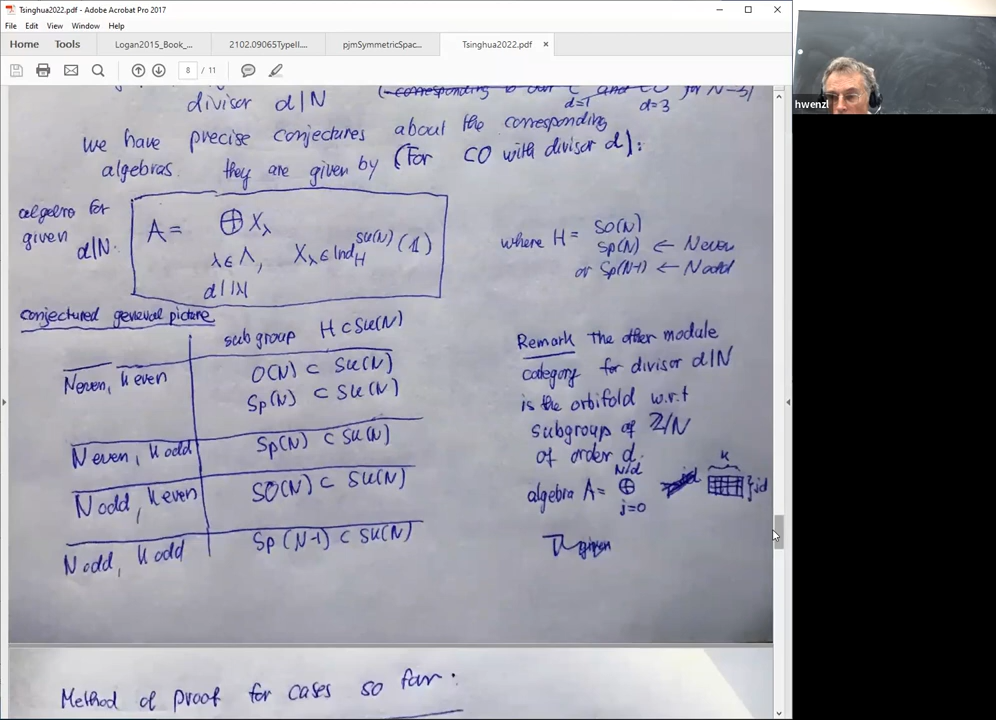 Tsinghua2022.pdf - Adobe Acrobat Pro 2017
File Edit View Window Help
Home Tools Logan2015_Book_... 2102.09065TypeII.... pjmSymmetricSpac... Tsinghua2022.pdf ×
8 / 11
hwenzl
divisor d|N
d=1 d=3
we have precise conjectures about the corresponding
algebras. they are given by (for CO with divisor d):
algebra for
given
d|N.
A = ⊕ X_λ
λ∈Λ, X_λ ∈ Ind_H^{SU(N)} (1)
d | |λ|
where H = SO(N)
Sp(N) ← N even
or Sp(N-1) ← N odd
conjectured general picture
subgroup H ⊂ SU(N)
N even, k even
O(N) ⊂ SU(N)
Sp(N) ⊂ SU(N)
N even, k odd
Sp(N) ⊂ SU(N)
N odd, k even
SO(N) ⊂ SU(N)
N odd, k odd
Sp(N-1) ⊂ SU(N)
Remark the other module
category for divisor d|N
is the orbifold w.r.t
subgroup of Z/N
of order d.
algebra A = ⊕_{j=0}^{N/d}
k
}jd
Method of proof for cases so far: